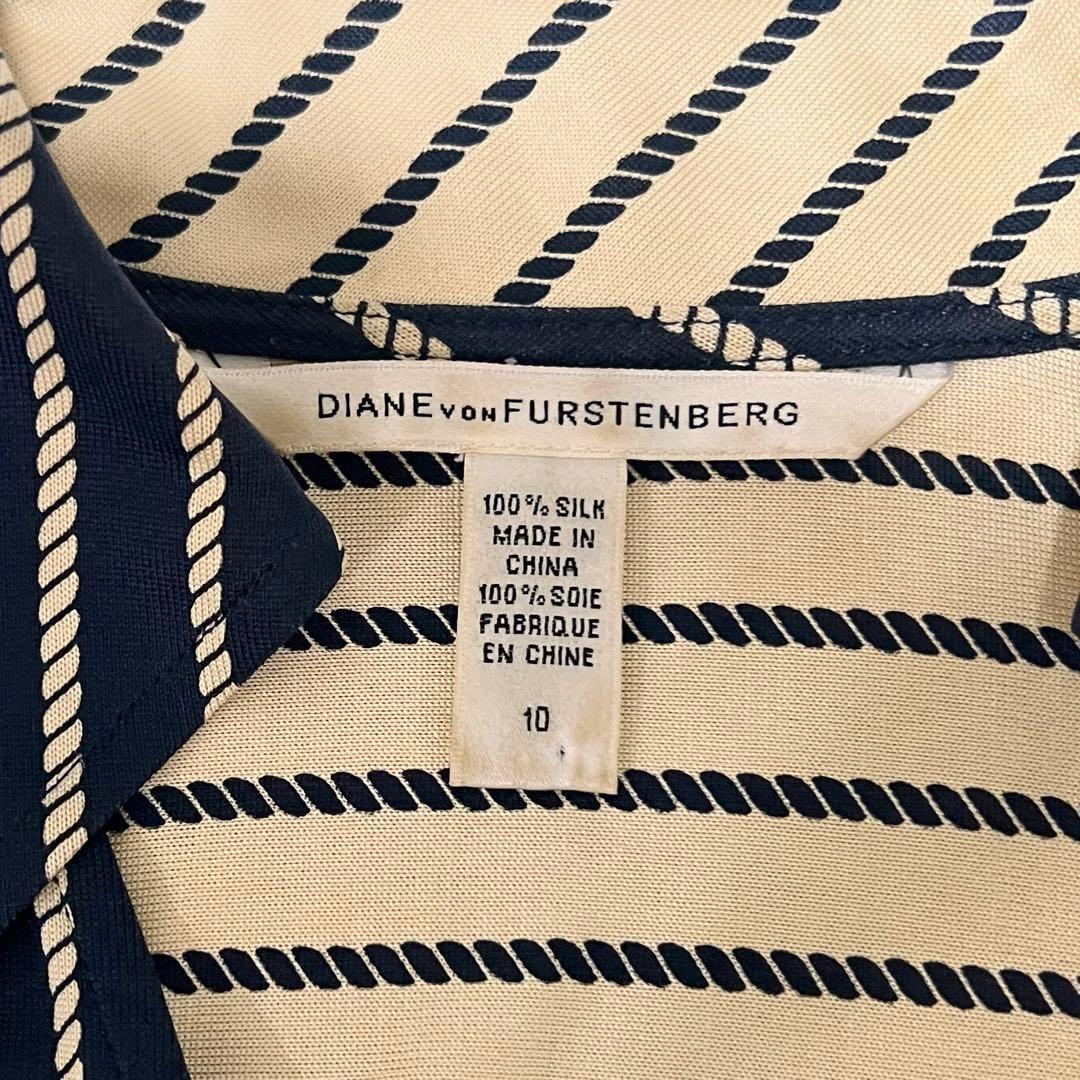 DIANE VON FURSTENBERG
100% SILK
MADE IN
CHINA
100% SOIE
FABRIQUE
EN CHINE
10